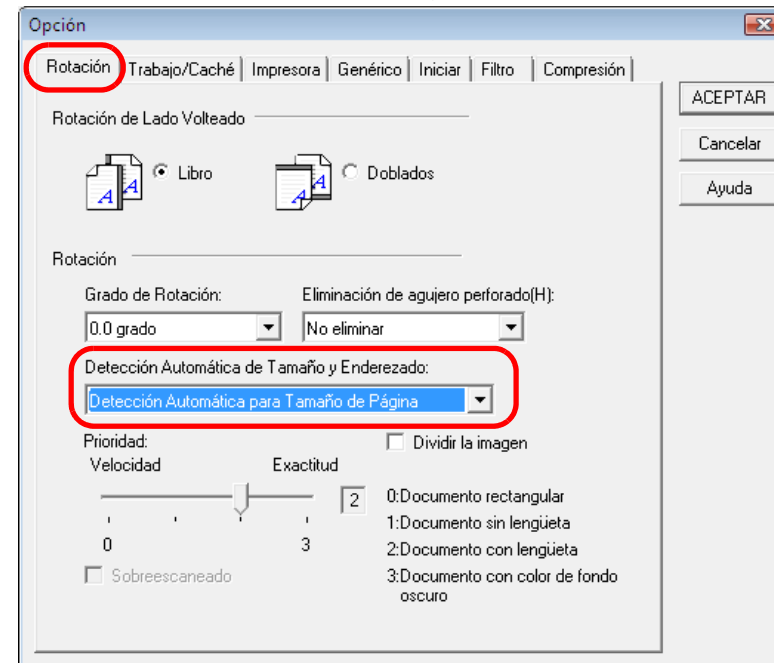 Opción
Rotación Trabajo/Caché Impresora Genérico Iniciar Filtro Compresión
ACEPTAR
Cancelar
Ayuda
Rotación de Lado Volteado
A A Libro A A Doblados
Rotación
Grado de Rotación: Eliminación de agujero perforado(H):
0.0 grado No eliminar
Detección Automática de Tamaño y Enderezado:
Detección Automática para Tamaño de Página
Prioridad: Dividir la imagen
Velocidad Exactitud
2
0 3
Sobreescaneado
0:Documento rectangular
1:Documento sin lengüeta
2:Documento con lengüeta
3:Documento con color de fondo
oscuro